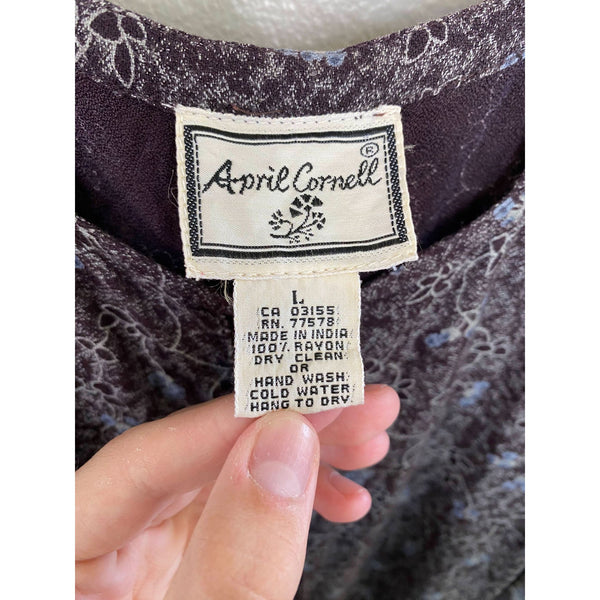 April Cornell ®
L
CA 03155
RN. 77578
MADE IN INDIA
100% RAYON
DRY CLEAN
OR
HAND WASH
COLD WATER
HANG TO DRY